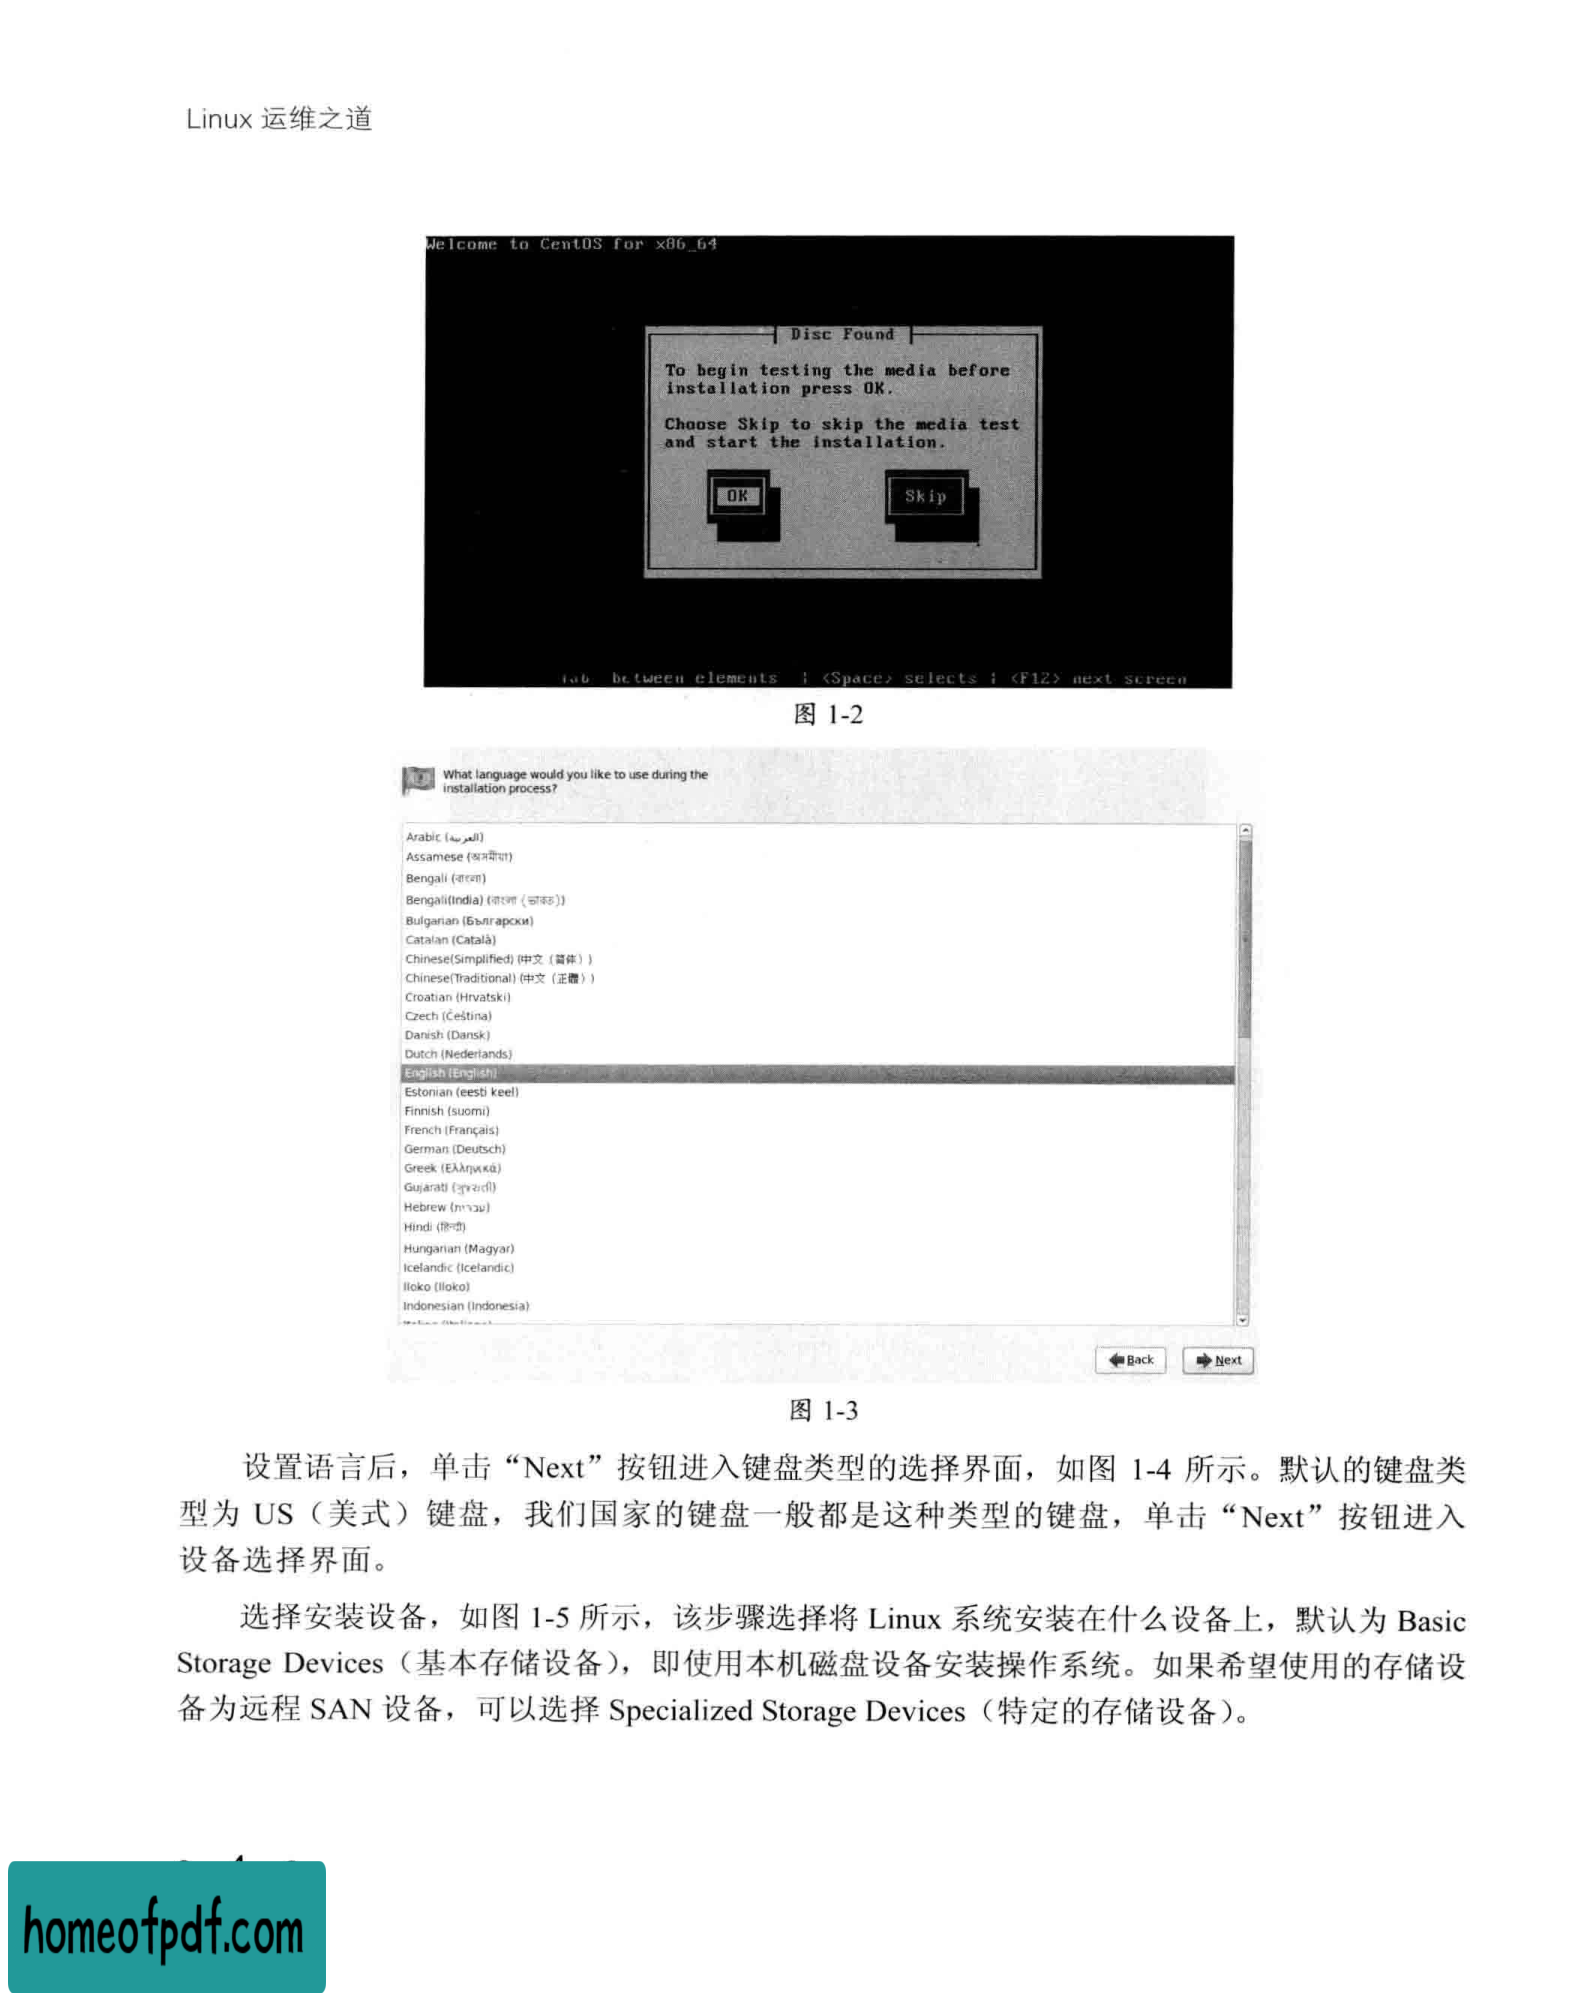 Linux 运维之道
Welcome to CentOS for x86_64
Disc Found
To begin testing the media before
installation press OK.
Choose Skip to skip the media test
and start the installation.
OK
Skip
between elements | <Space> selects | <F12> next screen
图 1-2
What language would you like to use during the
installation process?
Arabic (العربية)
Assamese (অসমীয়া)
Bengali (বাংলা)
Bengali(India) (বাংলা (ভারত))
Bulgarian (Български)
Catalan (Català)
Chinese(Simplified) (中文（简体）)
Chinese(Traditional) (中文（正體）)
Croatian (Hrvatski)
Czech (Čeština)
Danish (Dansk)
Dutch (Nederlands)
English (English)
Estonian (eesti keel)
Finnish (suomi)
French (Français)
German (Deutsch)
Greek (Ελληνικά)
Gujarati (ગુજરાતી)
Hebrew (עברית)
Hindi (हिन्दी)
Hungarian (Magyar)
Icelandic (Icelandic)
Iloko (Iloko)
Indonesian (Indonesia)
Back
Next
图 1-3
设置语言后，单击“Next”按钮进入键盘类型的选择界面，如图 1-4 所示。默认的键盘类
型为 US（美式）键盘，我们国家的键盘一般都是这种类型的键盘，单击“Next”按钮进入
设备选择界面。
选择安装设备，如图 1-5 所示，该步骤选择将 Linux 系统安装在什么设备上，默认为 Basic
Storage Devices（基本存储设备），即使用本机磁盘设备安装操作系统。如果希望使用的存储设
备为远程 SAN 设备，可以选择 Specialized Storage Devices（特定的存储设备）。
homeofpdf.com